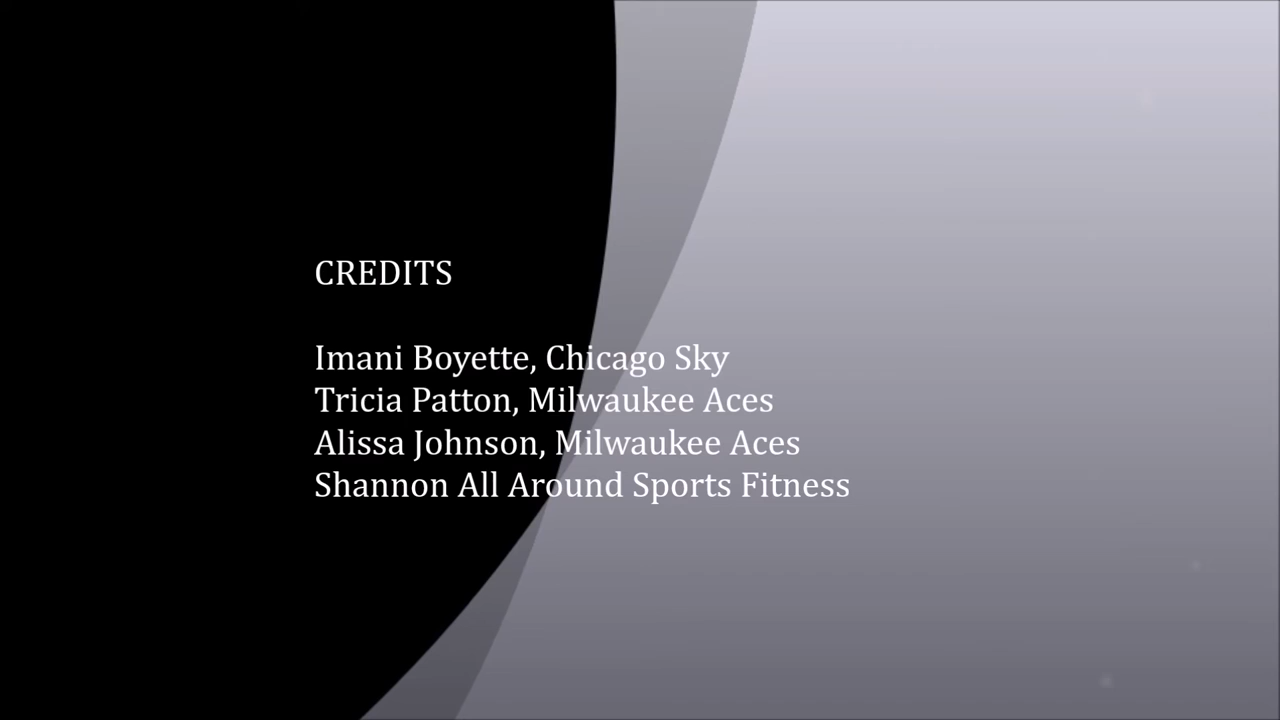 CREDITS
Imani Boyette, Chicago Sky
Tricia Patton, Milwaukee Aces
Alissa Johnson, Milwaukee Aces
Shannon All Around Sports Fitness